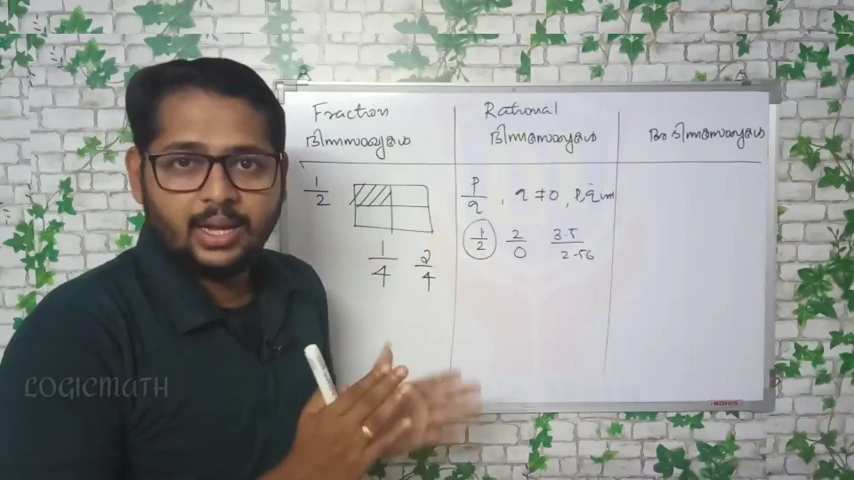 Fraction
ഭിന്നസംഖ്യകൾ
1/2
1/4 2/4
Rational
ഭിന്നകസംഖ്യകൾ
p/q , q ≠ 0 , p, q
1/2 2/0 3.5/2.56
LOGICMATH